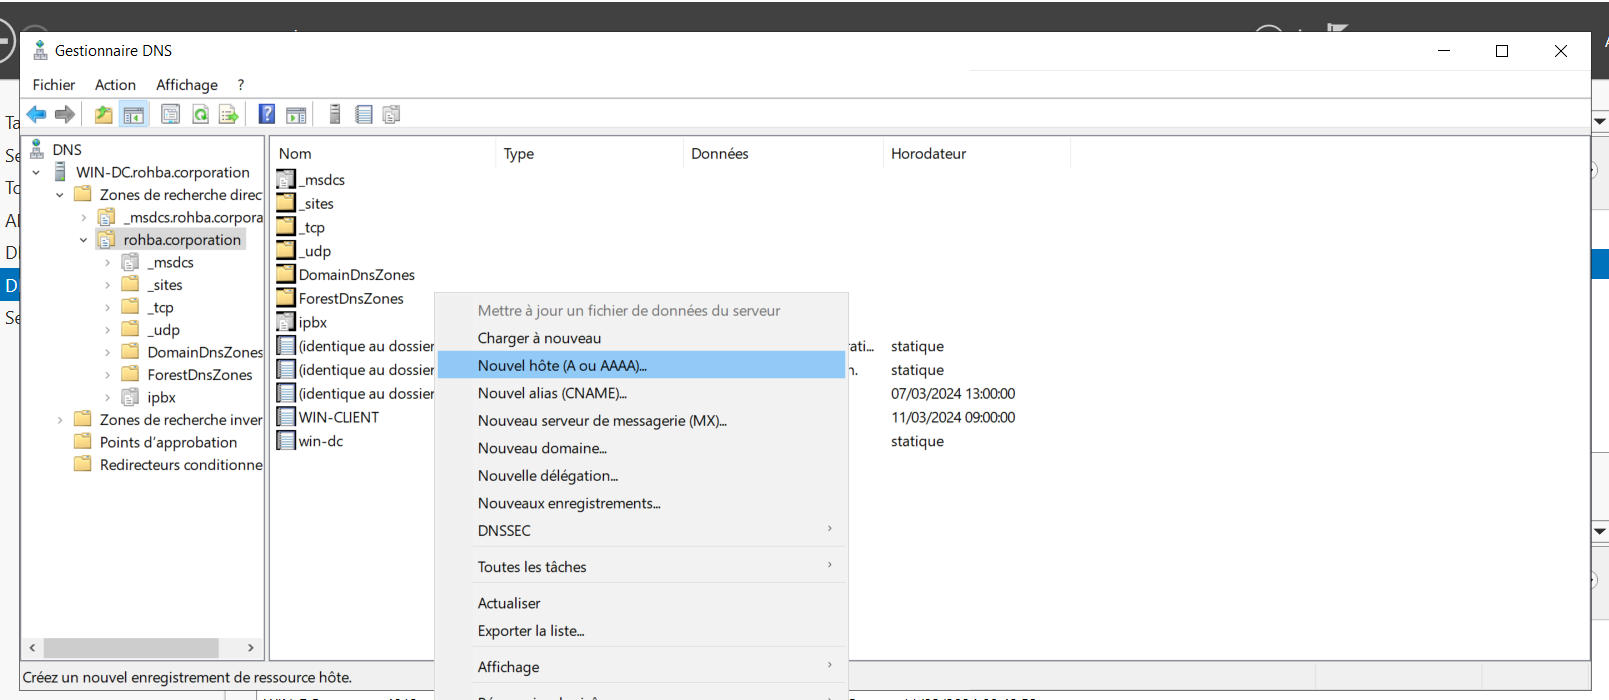 Gestionnaire DNS
Fichier Action Affichage ?
DNS
WIN-DC.rohba.corporation
Zones de recherche direc
_msdcs.rohba.corpora
rohba.corporation
_msdcs
_sites
_tcp
_udp
DomainDnsZones
ForestDnsZones
ipbx
Zones de recherche inver
Points d'approbation
Redirecteurs conditionne
Nom Type Données Horodateur
_msdcs
_sites
_tcp
_udp
DomainDnsZones
ForestDnsZones
ipbx
(identique au dossier rati... statique
(identique au dossier n. statique
(identique au dossier 07/03/2024 13:00:00
WIN-CLIENT 11/03/2024 09:00:00
win-dc statique
Mettre à jour un fichier de données du serveur
Charger à nouveau
Nouvel hôte (A ou AAAA)...
Nouvel alias (CNAME)...
Nouveau serveur de messagerie (MX)...
Nouveau domaine...
Nouvelle délégation...
Nouveaux enregistrements...
DNSSEC
Toutes les tâches
Actualiser
Exporter la liste...
Affichage
Créez un nouvel enregistrement de ressource hôte.